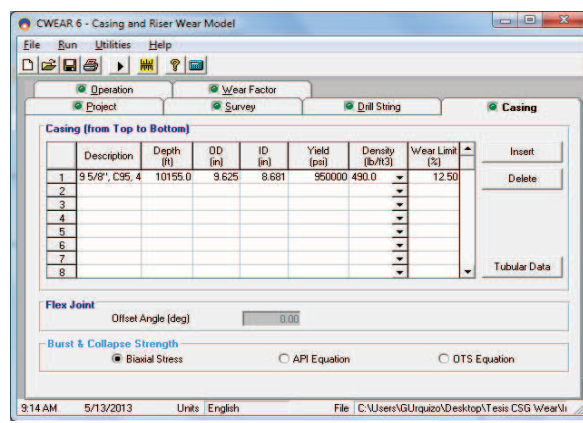 CWEAR 6 - Casing and Riser Wear Model
File Run Utilities Help
Operation Wear Factor
Project Survey Drill String Casing
Casing (from Top to Bottom)
Description Depth (ft) OD (in) ID (in) Yield (psi) Density (lb/ft3) Wear Limit (%)
1 9 5/8", C95, 4 10155.0 9.625 8.681 950000 490.0 12.50
2
3
4
5
6
7
8
Insert
Delete
Tubular Data
Flex Joint
Offset Angle (deg) 0.00
Burst & Collapse Strength
Biaxial Stress API Equation OTS Equation
9:14 AM 5/13/2013 Units English File C:\Users\GUrquizo\Desktop\Tesis CSG Wear\I